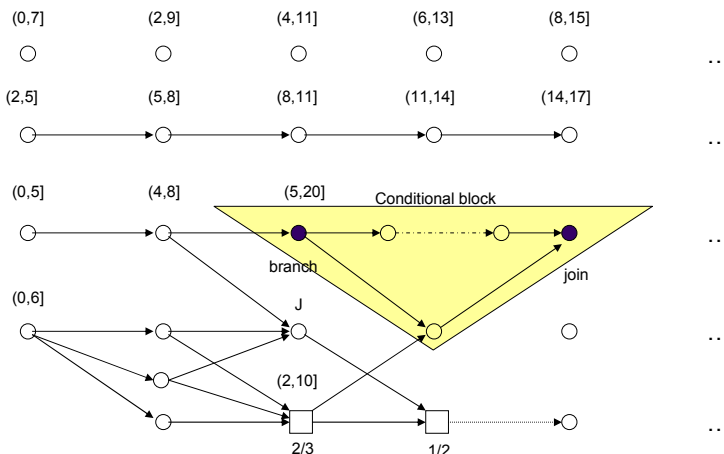 (0,7] (2,9] (4,11] (6,13] (8,15]
..
(2,5] (5,8] (8,11] (11,14] (14,17]
..
(0,5] (4,8] (5,20] Conditional block
..
branch join
(0,6] J
..
(2,10]
..
2/3 1/2